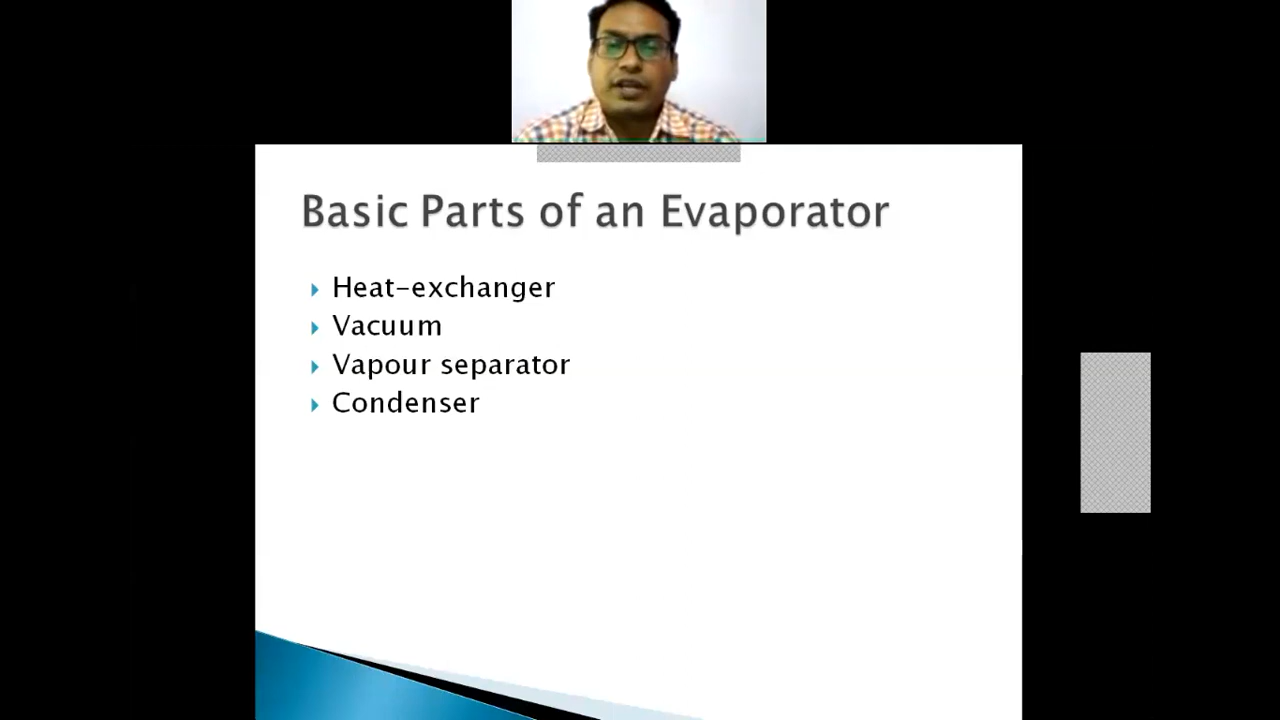 Basic Parts of an Evaporator
Heat-exchanger
Vacuum
Vapour separator
Condenser